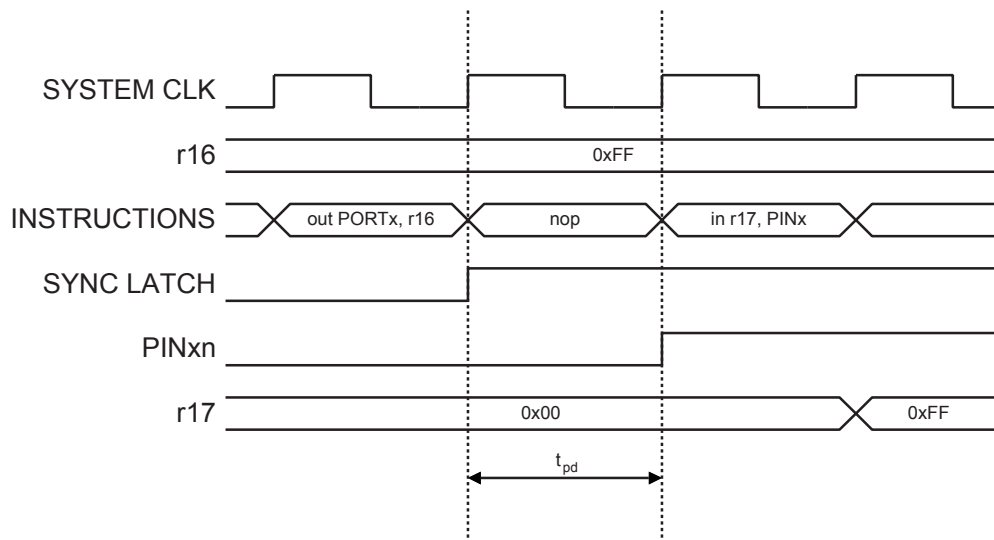 SYSTEM CLK
r16
0xFF
INSTRUCTIONS
out PORTx, r16
nop
in r17, PINx
SYNC LATCH
PINxn
r17
0x00
0xFF
tpd